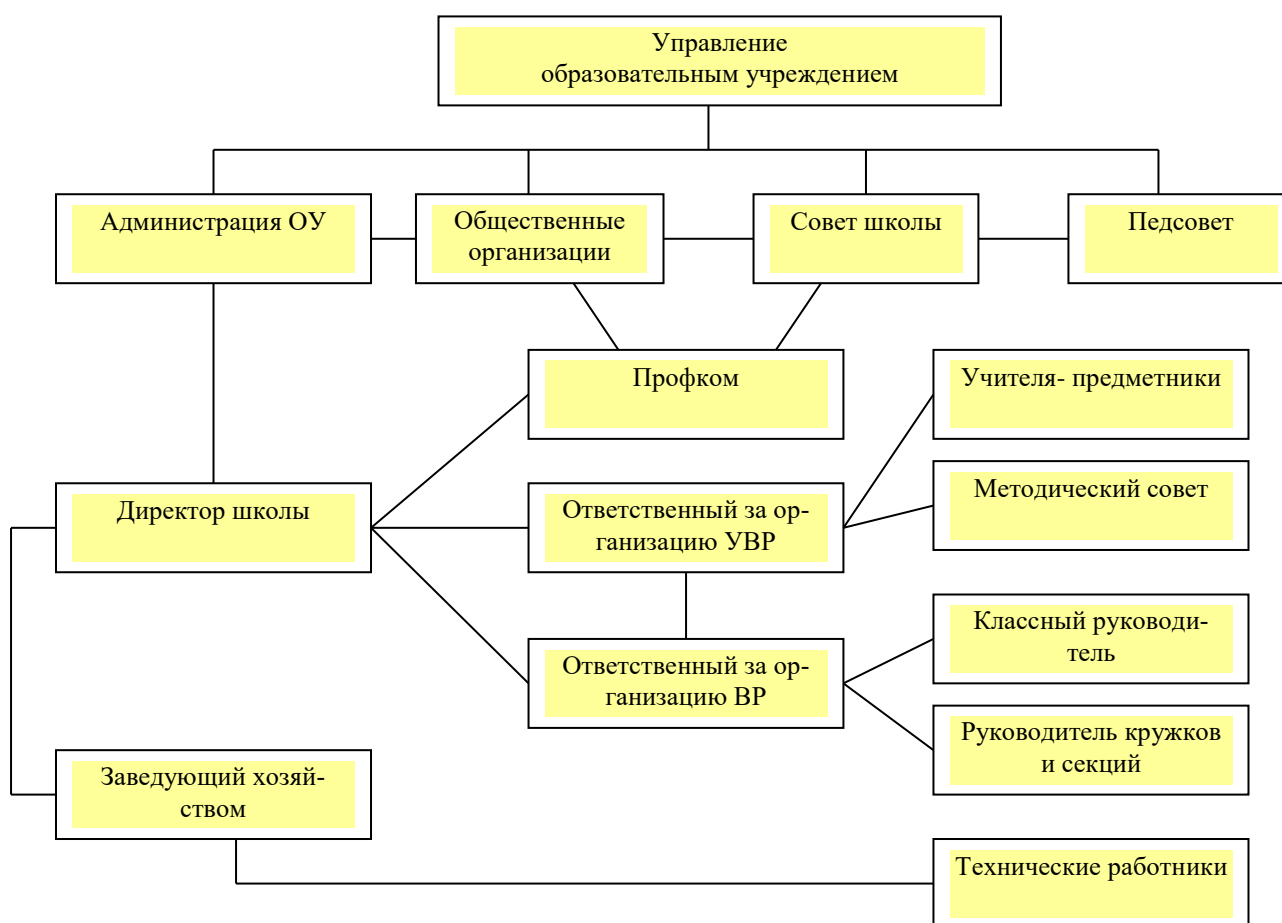 Управление
образовательным учреждением
Администрация ОУ
Общественные
организации
Совет школы
Педсовет
Профком
Учителя- предметники
Директор школы
Ответственный за ор-
ганизацию УВР
Методический совет
Ответственный за ор-
ганизацию ВР
Классный руководи-
тель
Руководитель кружков
и секций
Заведующий хозяй-
ством
Технические работники